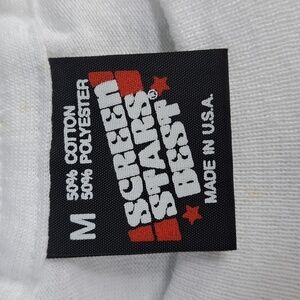 50% COTTON
50% POLYESTER
M
SCREEN
STARS®
BEST
MADE IN U.S.A.